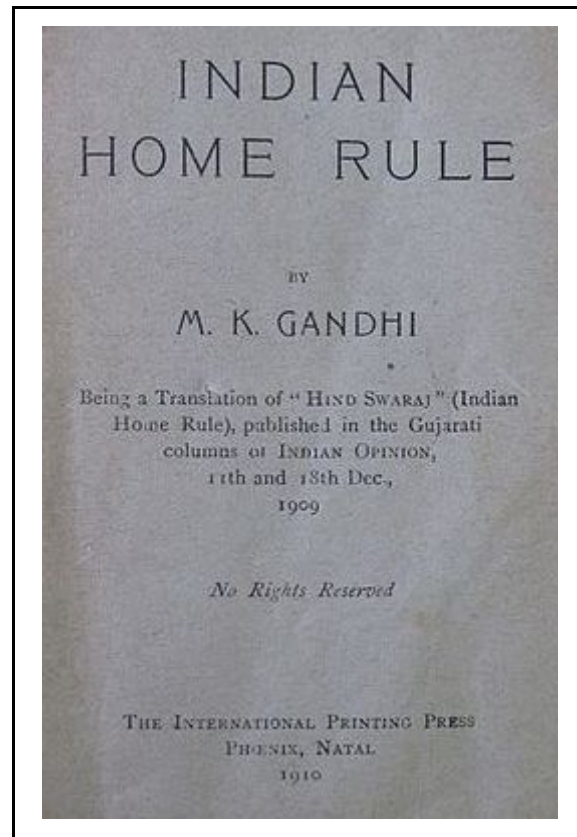 INDIAN
HOME RULE
BY
M. K. GANDHI
Being a Translation of “ HIND SWARAJ ” (Indian
Home Rule), published in the Gujarati
columns of INDIAN OPINION,
11th and 18th Dec.,
1909
No Rights Reserved
THE INTERNATIONAL PRINTING PRESS
PHŒNIX, NATAL
1910